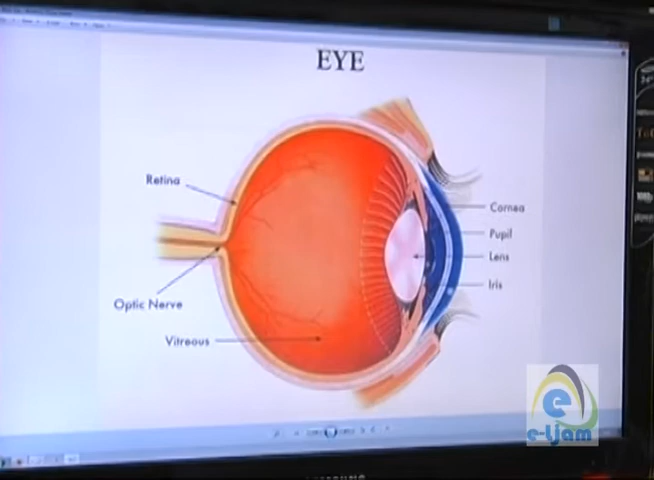 EYE
Retina
Cornea
Pupil
Lens
Iris
Optic Nerve
Vitreous
e
e-ljam